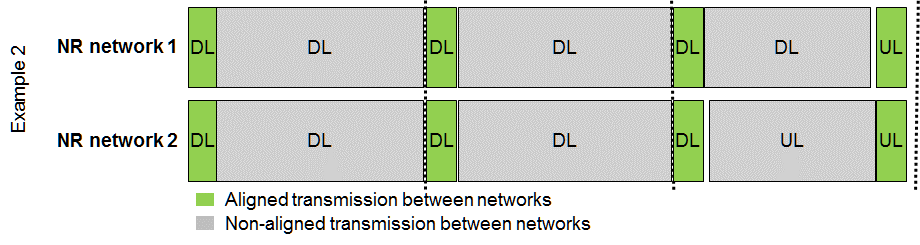 Example 2
NR network 1 DL DL DL DL DL DL UL
NR network 2 DL DL DL DL DL UL UL
Aligned transmission between networks
Non-aligned transmission between networks